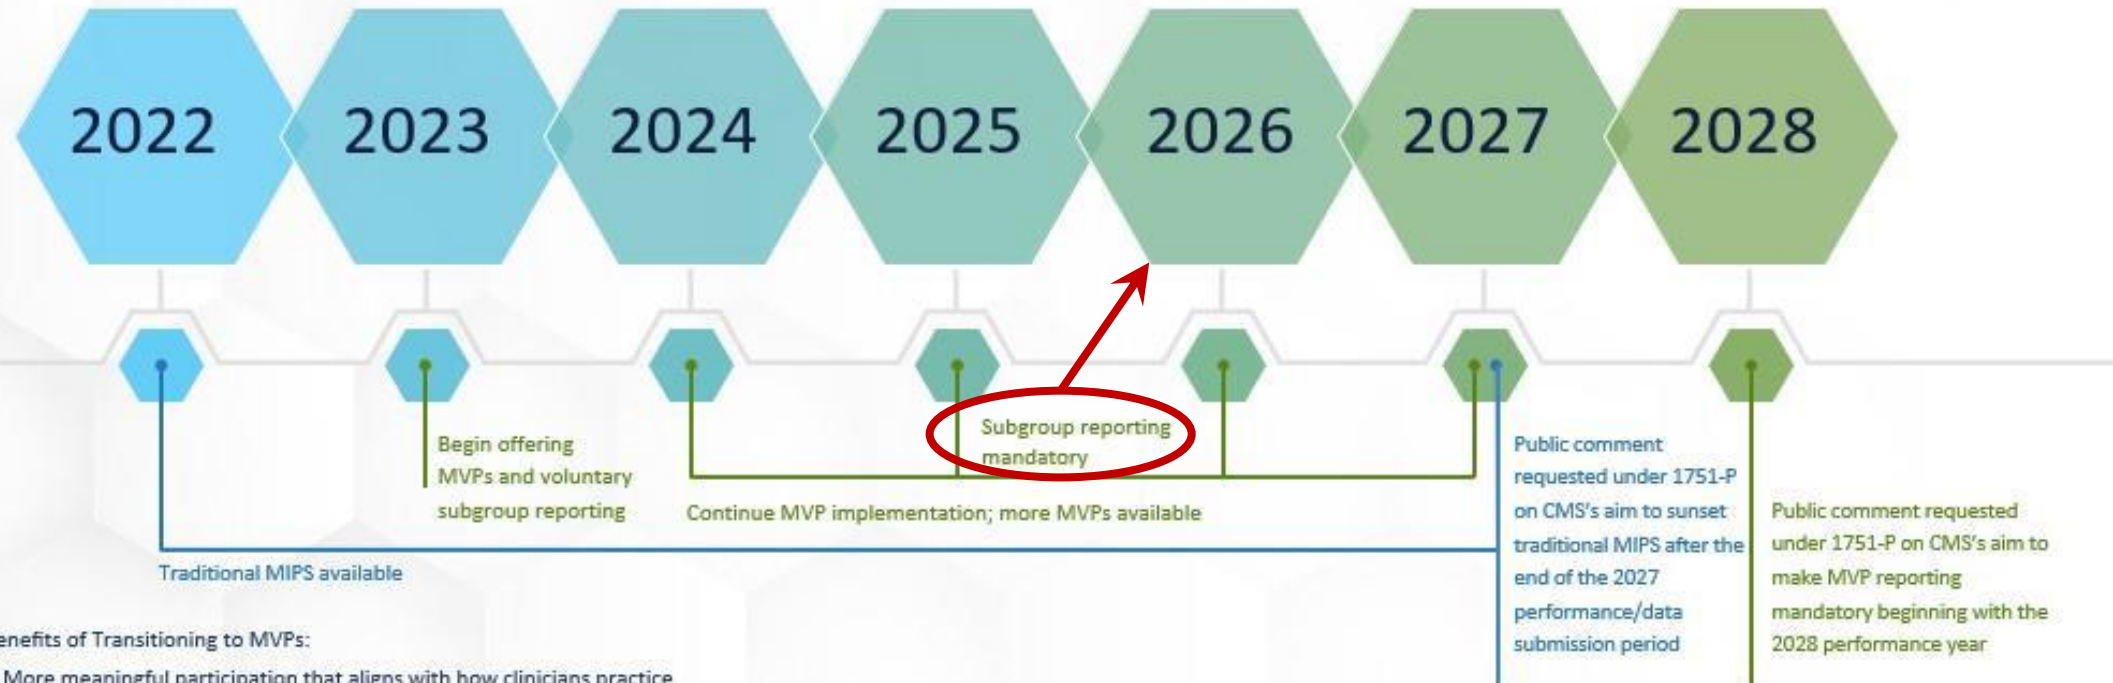 2022
2023
2024
2025
2026
2027
2028
Begin offering
MVPs and voluntary
subgroup reporting
Subgroup reporting
mandatory
Continue MVP implementation; more MVPs available
Traditional MIPS available
Public comment
requested under 1751-P
on CMS's aim to sunset
traditional MIPS after the
end of the 2027
performance/data
submission period
Public comment requested
under 1751-P on CMS's aim to
make MVP reporting
mandatory beginning with the
2028 performance year
enefits of Transitioning to MVPs:
More meaningful participation that aligns with how clinicians practice